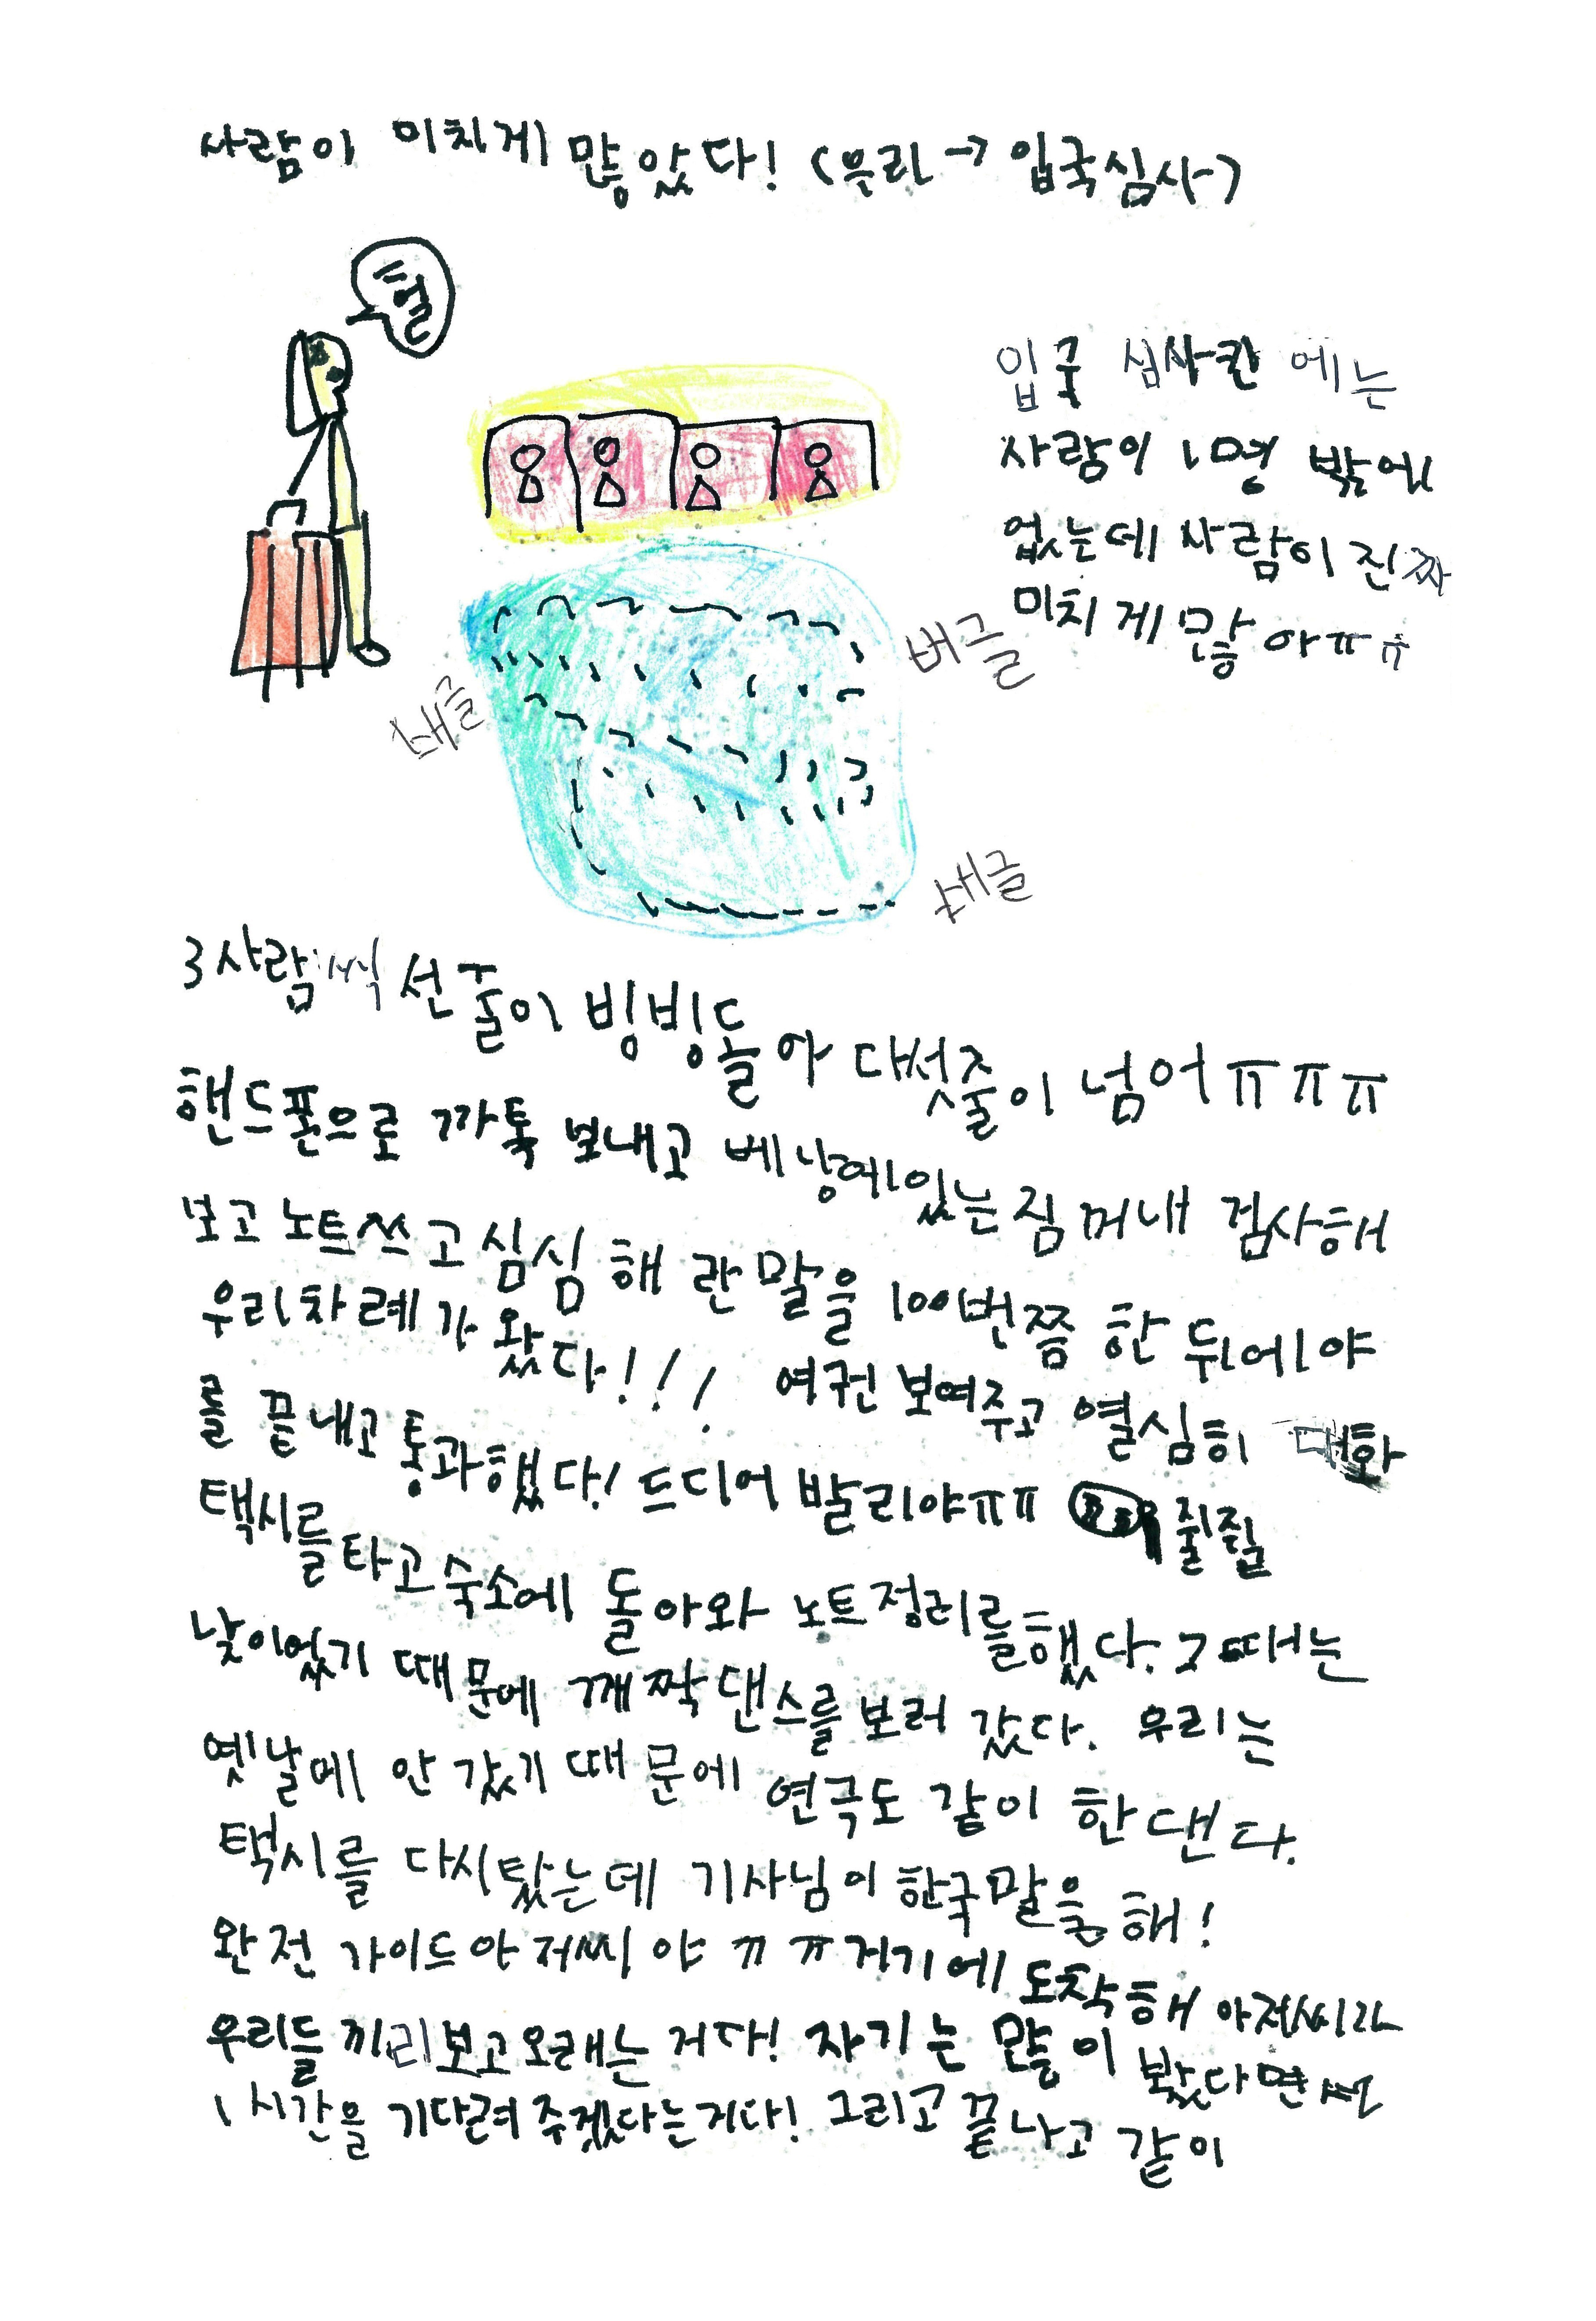 사람이 미치게 많았다! (은라 → 입국심사)
헐
입국 심사칸에는
사람이 1명 밖에
없는데 사람이 진짜
미치게 많아ㅠㅠ
버글
빼글
빼글
3사람씩 선 줄이 빙빙돌아 다섯줄이 넘어ㅠㅠㅠ
핸드폰으로 까톡 보내고 베낭에있는 짐 꺼내 검사해
보고 노트쓰고 심심해 란 말을 100번쯤 한 뒤에야
우리차례가 왔다!!! 여권 보여주고 열심히 대화
를 끝내고 통과했다! 드디어 발리야ㅠㅠ 줄줄
택시를 타고 숙소에 돌아와 노트정리를했다. 그때는
낮이었기 때문에 깨짝댄스를 보러 갔다. 우리는
옛날에 안 갔기 때문에 연극도 같이 한댄다.
택시를 다시탔는데 기사님이 한국말을 해!
완전 가이드아저씨야 ㅠㅠ 거기에 도착해 아저씨가
우리들끼리보고오래는 거다! 자기는 많이 봤다면서
1시간을 기다려주겠다는거다! 그리고 끝나고 같이